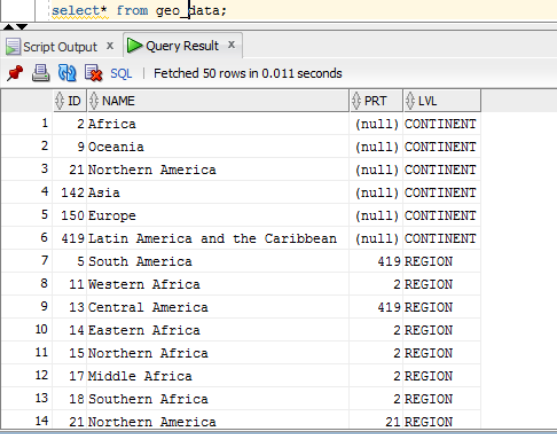 select* from geo_data;
Script Output x Query Result x
SQL | Fetched 50 rows in 0.011 seconds
ID NAME PRT LVL
1 2 Africa (null) CONTINENT
2 9 Oceania (null) CONTINENT
3 21 Northern America (null) CONTINENT
4 142 Asia (null) CONTINENT
5 150 Europe (null) CONTINENT
6 419 Latin America and the Caribbean (null) CONTINENT
7 5 South America 419 REGION
8 11 Western Africa 2 REGION
9 13 Central America 419 REGION
10 14 Eastern Africa 2 REGION
11 15 Northern Africa 2 REGION
12 17 Middle Africa 2 REGION
13 18 Southern Africa 2 REGION
14 21 Northern America 21 REGION